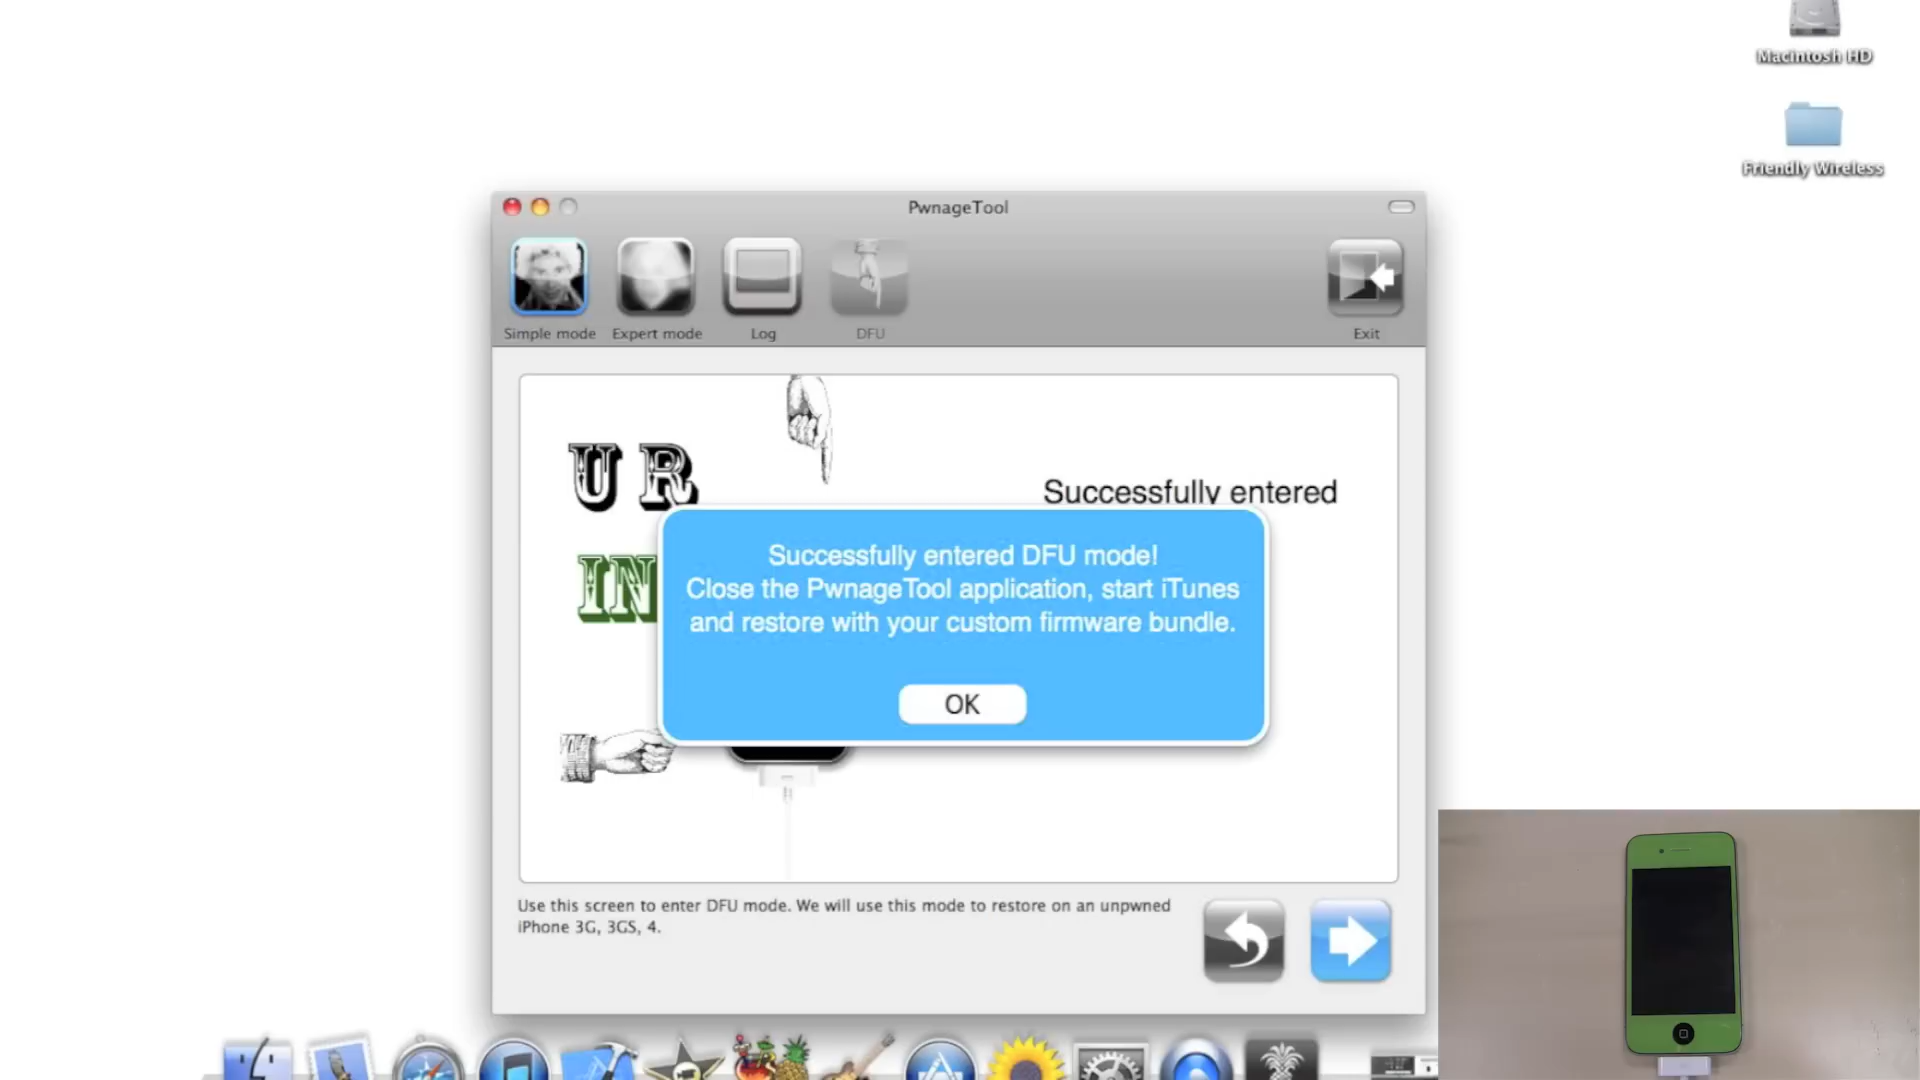 Macintosh HD
Friendly Wireless
PwnageTool
Simple mode
Expert mode
Log
DFU
Exit
U R
Successfully entered
IN
Successfully entered DFU mode!
Close the PwnageTool application, start iTunes
and restore with your custom firmware bundle.
OK
Use this screen to enter DFU mode. We will use this mode to restore on an unpwned
iPhone 3G, 3GS, 4.